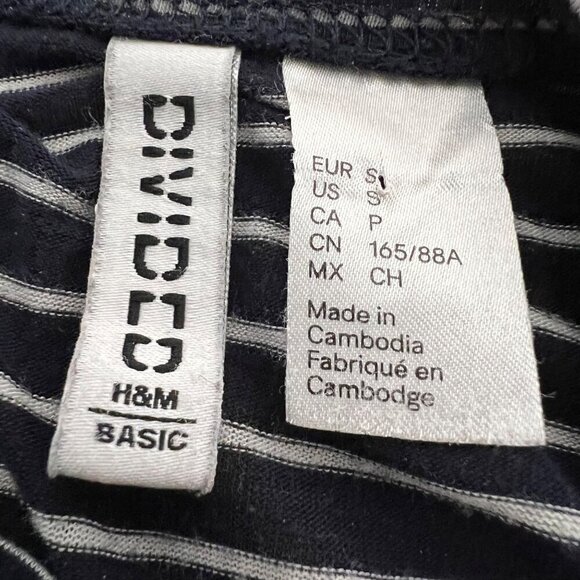 DIVIDED
H&M
BASIC
EUR S
US S
CA P
CN 165/88A
MX CH
Made in
Cambodia
Fabriqué en
Cambodge